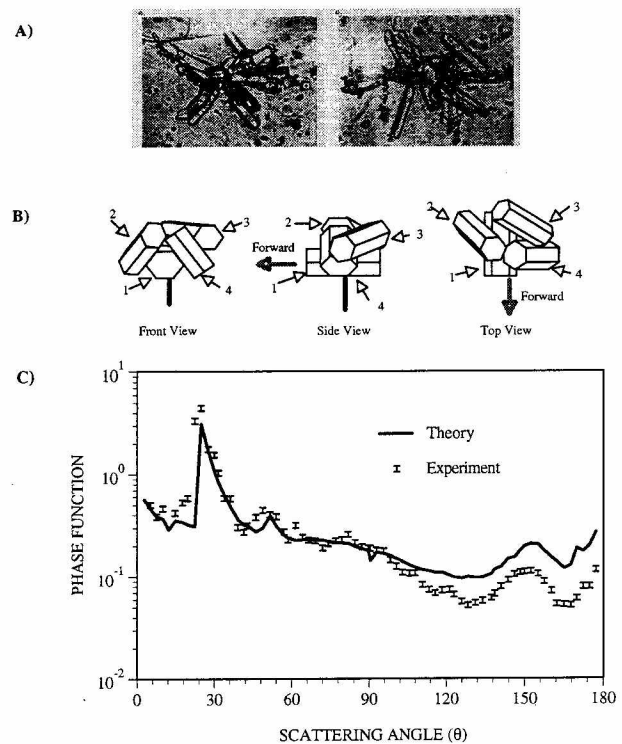 A)
B)
2
3
1
4
Front View
2
3
Forward
1
4
Side View
2
3
1
4
Forward
Top View
C)
PHASE FUNCTION
10^1
10^0
10^-1
10^-2
Theory
Experiment
0
30
60
90
120
150
180
SCATTERING ANGLE (θ)